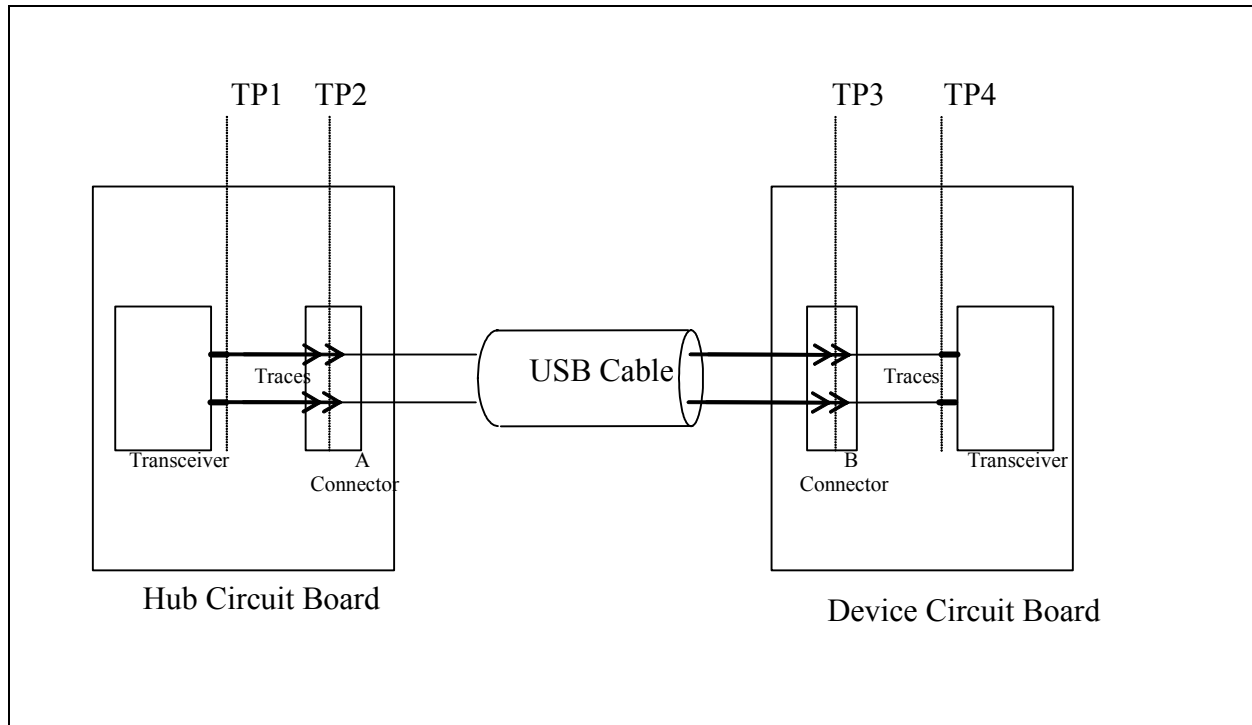 TP1 TP2 TP3 TP4
USB Cable
Traces
Traces
Transceiver
A
Connector
B
Connector
Transceiver
Hub Circuit Board
Device Circuit Board